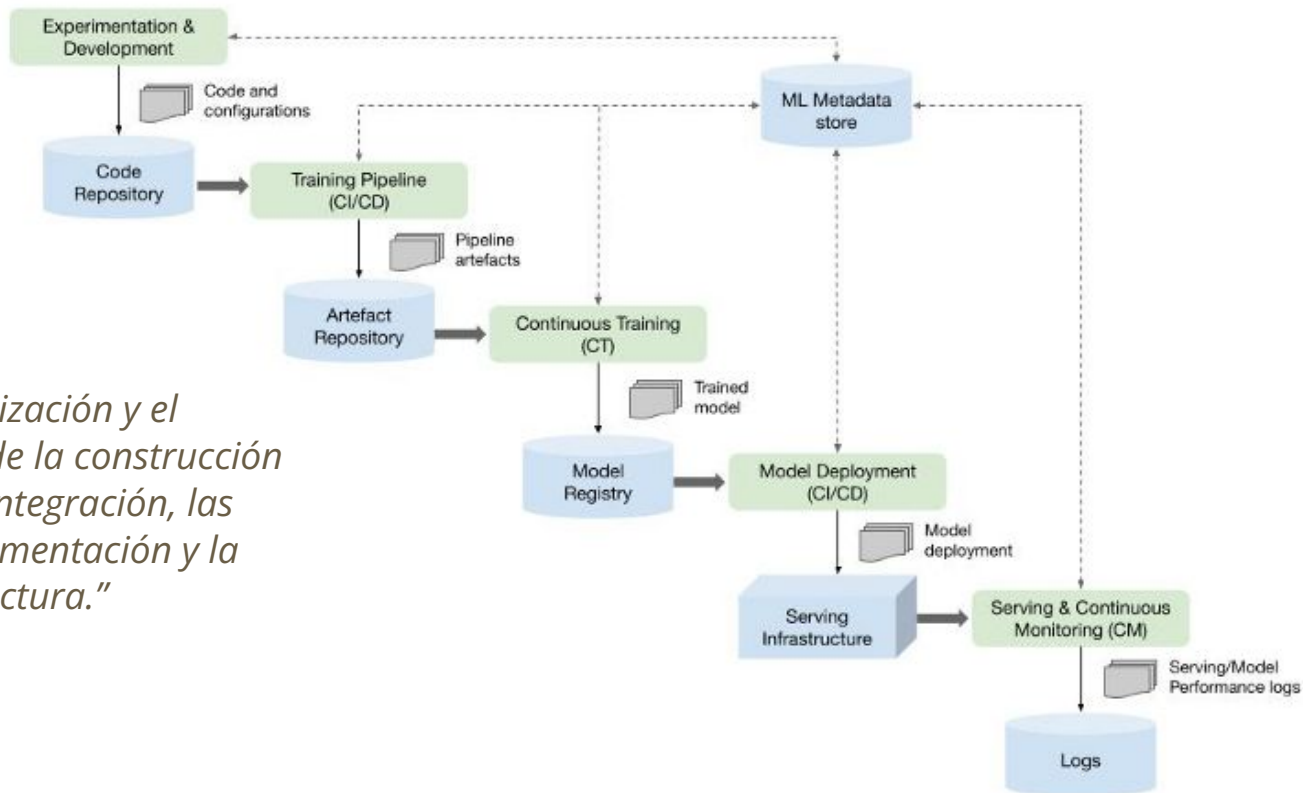 Experimentation &
Development
Code and
configurations
ML Metadata
store
Code
Repository
Training Pipeline
(CI/CD)
Pipeline
artefacts
Artefact
Repository
Continuous Training
(CT)
Trained
model
ización y el
de la construcción
ntegración, las
mentación y la
ctura.”
Model
Registry
Model Deployment
(CI/CD)
Model
deployment
Serving
Infrastructure
Serving & Continuous
Monitoring (CM)
Serving/Model
Performance logs
Logs